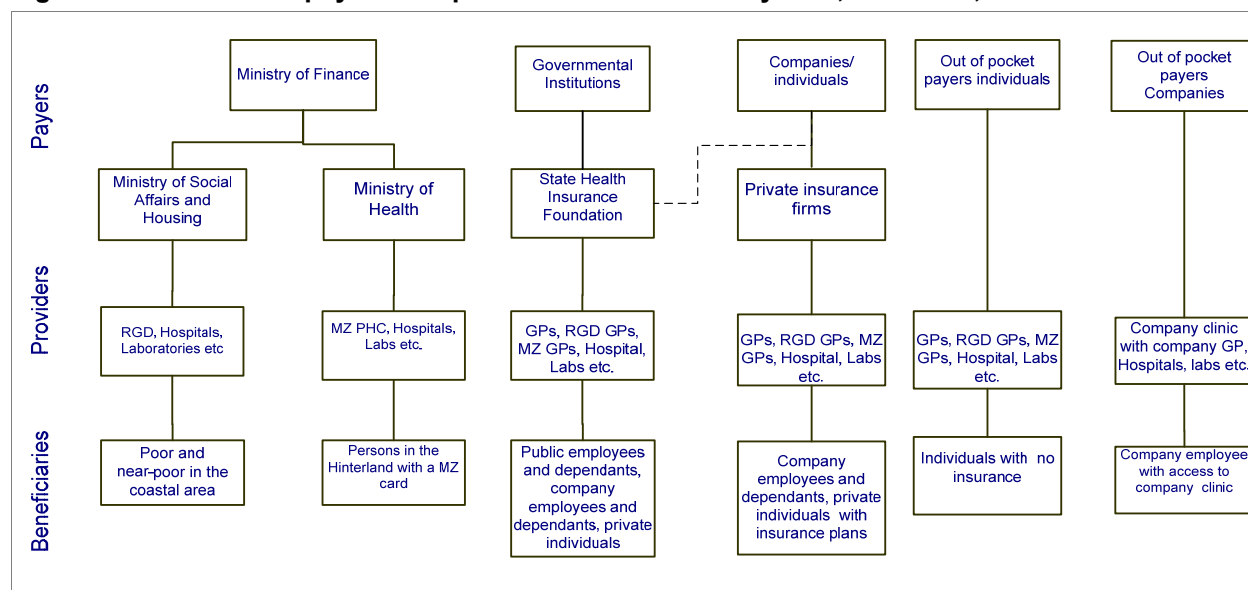 Payers
Ministry of Finance
Governmental
Institutions
Companies/
individuals
Out of pocket
payers individuals
Out of pocket
payers
Companies
Ministry of Social
Affairs and
Housing
Ministry of
Health
State Health
Insurance
Foundation
Private insurance
firms
Providers
RGD, Hospitals,
Laboratories etc
MZ PHC, Hospitals,
Labs etc.
GPs, RGD GPs,
MZ GPs, Hospital,
Labs etc.
GPs, RGD GPs, MZ
GPs, Hospital, Labs
etc.
GPs, RGD GPs, MZ
GPs, Hospital, Labs
etc.
Company clinic
with company GP,
Hospitals, labs etc.
Beneficiaries
Poor and
near-poor in the
coastal area
Persons in the
Hinterland with a MZ
card
Public employees
and dependants,
company
employees and
dependants, private
individuals
Company
employees and
dependants, private
individuals with
insurance plans
Individuals with no
insurance
Company employee
with access to
company clinic